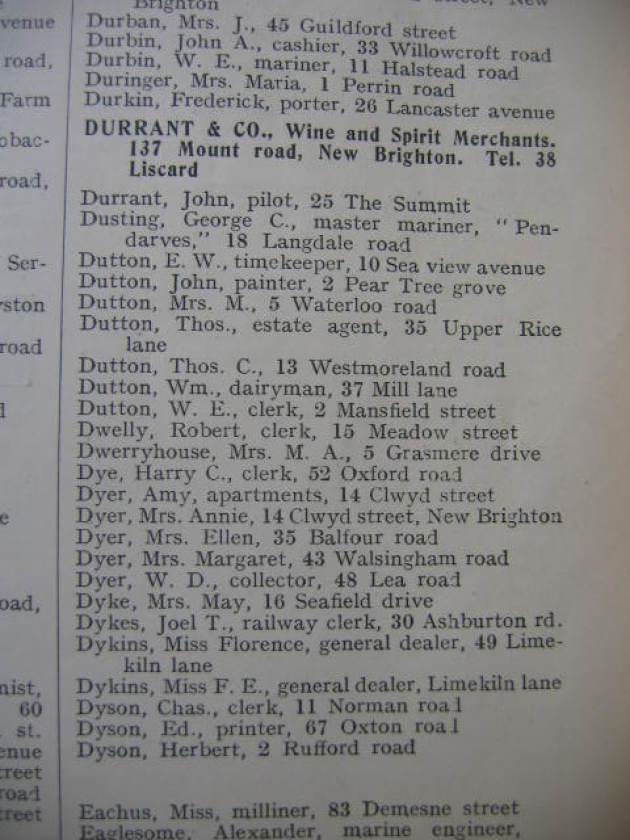 Brighton
Durban, Mrs. J., 45 Guildford street
Durbin, John A., cashier, 33 Willowcroft road
Durbin, W. E., mariner, 11 Halstead road
Duringer, Mrs. Maria, 1 Perrin road
Durkin, Frederick, porter, 26 Lancaster avenue
DURRANT & CO., Wine and Spirit Merchants.
137 Mount road, New Brighton. Tel. 38
Liscard
Durrant, John, pilot, 25 The Summit
Dusting, George C., master mariner, "Pen-
darves," 18 Langdale road
Dutton, E. W., timekeeper, 10 Sea view avenue
Dutton, John, painter, 2 Pear Tree grove
Dutton, Mrs. M., 5 Waterloo road
Dutton, Thos., estate agent, 35 Upper Rice
lane
Dutton, Thos. C., 13 Westmoreland road
Dutton, Wm., dairyman, 37 Mill lane
Dutton, W. E., clerk, 2 Mansfield street
Dwelly, Robert, clerk, 15 Meadow street
Dwerryhouse, Mrs. M. A., 5 Grasmere drive
Dye, Harry C., clerk, 52 Oxford road
Dyer, Amy, apartments, 14 Clwyd street
Dyer, Mrs. Annie, 14 Clwyd street, New Brighton
Dyer, Mrs. Ellen, 35 Balfour road
Dyer, Mrs. Margaret, 43 Walsingham road
Dyer, W. D., collector, 48 Lea road
Dyke, Mrs. May, 16 Seafield drive
Dykes, Joel T., railway clerk, 30 Ashburton rd.
Dykins, Miss Florence, general dealer, 49 Lime-
kiln lane
Dykins, Miss F. E., general dealer, Limekiln lane
Dyson, Chas., clerk, 11 Norman road
Dyson, Ed., printer, 67 Oxton road
Dyson, Herbert, 2 Rufford road
Eachus, Miss, milliner, 83 Demesne street
Eaglesome, Alexander, marine engineer,
venue
road,
Farm
obac-
road,
Ser-
yston
road
oad,
nist,
60
st.
enue
treet
road
treet